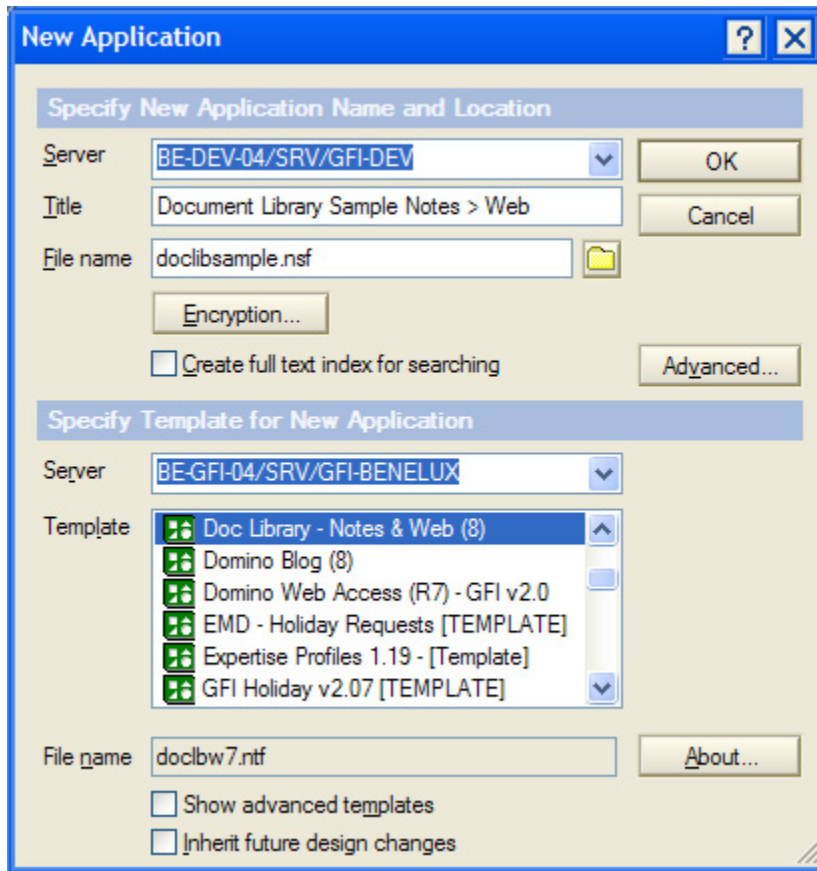 New Application
Specify New Application Name and Location
Server BE-DEV-04/SRV/GFI-DEV OK
Title Document Library Sample Notes > Web Cancel
File name doclibsample.nsf
Encryption...
Create full text index for searching Advanced...
Specify Template for New Application
Server BE-GFI-04/SRV/GFI-BENELUX
Template Doc Library - Notes & Web (8)
Domino Blog (8)
Domino Web Access (R7) - GFI v2.0
EMD - Holiday Requests [TEMPLATE]
Expertise Profiles 1.19 - [Template]
GFI Holiday v2.07 [TEMPLATE]
File name doclbw7.ntf About...
Show advanced templates
Inherit future design changes